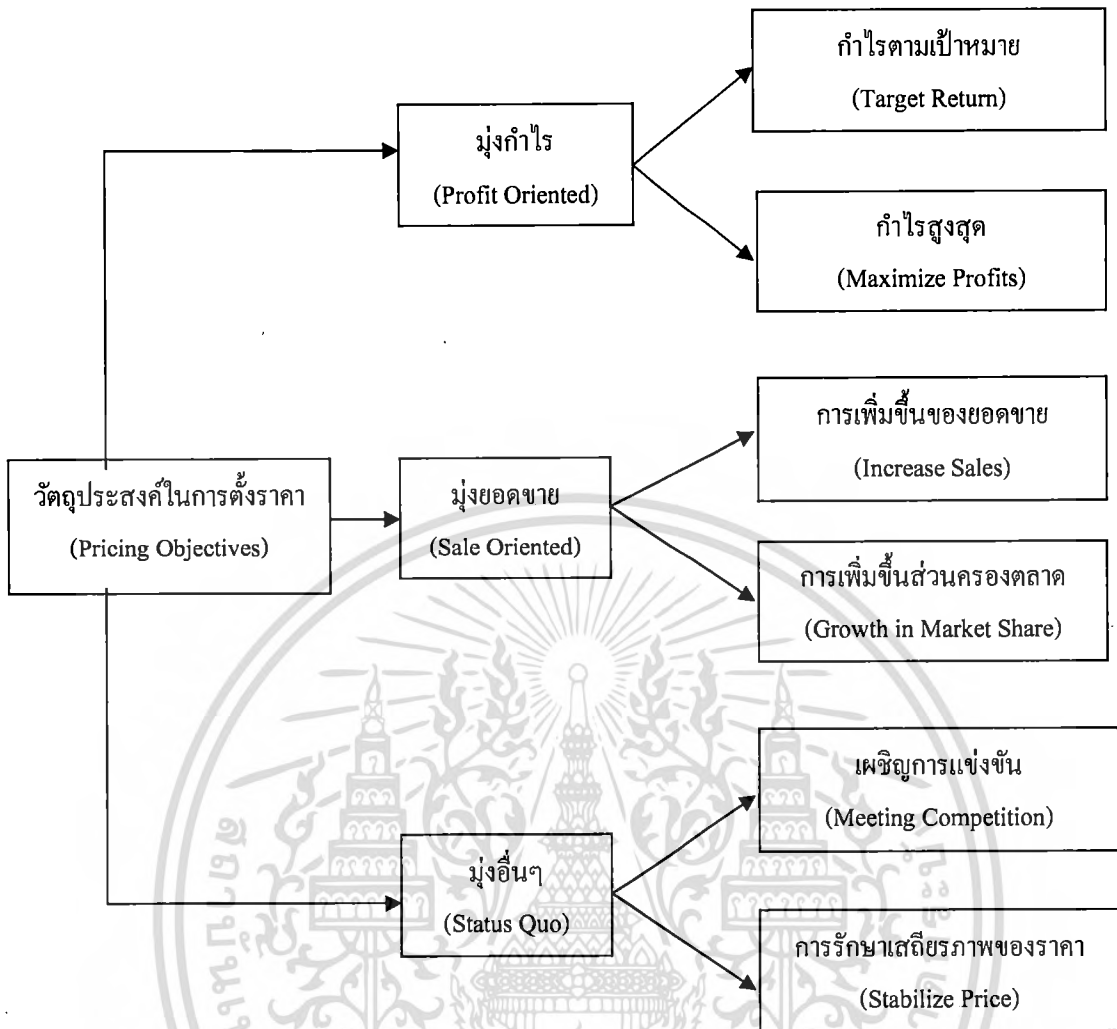 กำไรตามเป้าหมาย
(Target Return)
มุ่งกำไร
(Profit Oriented)
กำไรสูงสุด
(Maximize Profits)
การเพิ่มขึ้นของยอดขาย
(Increase Sales)
วัตถุประสงค์ในการตั้งราคา
(Pricing Objectives)
มุ่งยอดขาย
(Sale Oriented)
การเพิ่มขึ้นส่วนครองตลาด
(Growth in Market Share)
เผชิญการแข่งขัน
(Meeting Competition)
มุ่งอื่นๆ
(Status Quo)
การรักษาเสถียรภาพของราคา
(Stabilize Price)